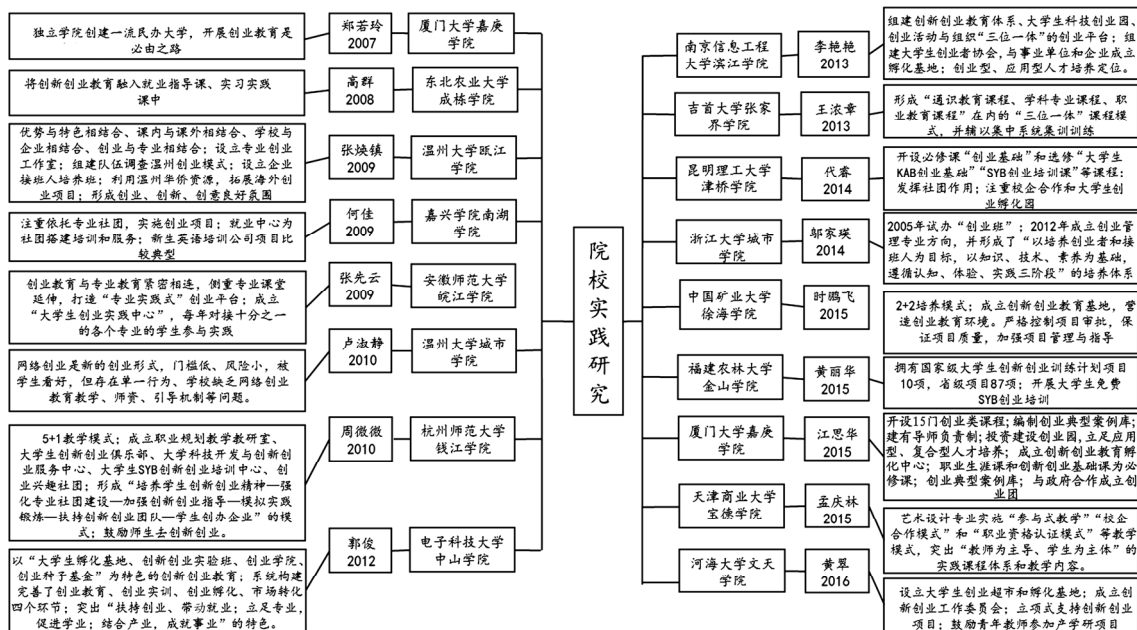 独立学院创建一流民办大学，开展创业教育是
必由之路
郑若玲
2007
厦门大学嘉庚
学院
将创新创业教育融入就业指导课、实习实践
课中
高群
2008
东北农业大学
成栋学院
优势与特色相结合、课内与课外相结合、学校与
企业相结合、创业与专业相结合；设立专业创业
工作室；组建队伍调查温州创业模式；设立企业
接班人培养班；利用温州华侨资源，拓展海外创
业项目；形成创业、创新、创意良好氛围
张焕镇
2009
温州大学瓯江
学院
注重依托专业社团，实施创业项目；就业中心为
社团搭建培训和服务；新生英语培训公司项目比
较典型
何佳
2009
嘉兴学院南湖
学院
创业教育与专业教育紧密相连，侧重专业课堂
延伸，打造“专业实践式”创业平台；成立
“大学生创业实践中心”，每年对接十分之一
的各个专业的学生参与实践
张先云
2009
安徽师范大学
皖江学院
网络创业是新的创业形式，门槛低、风险小，被
学生看好，但存在单一行为、学校缺乏网络创业
教育教学、师资、引导机制等问题。
卢淑静
2010
温州大学城市
学院
5+1教学模式；成立职业规划教学教研室、
大学生创新创业俱乐部、大学科技开发与创新创
业服务中心、大学生SYB创新创业培训中心、创
业兴趣社团；形成“培养学生创新创业精神—强
化专业社团建设—加强创新创业指导—模拟实践
锻炼—扶持创新创业团队—学生创办企业”的模
式；鼓励师生去创新创业。
周微微
2010
杭州师范大学
钱江学院
以“大学生孵化基地、创新创业实验班、创业学院、
创业种子基金”为特色的创新创业教育；系统构建
完善了创业教育、创业实训、创业孵化、市场转化
四个环节；突出“扶持创业、带动就业；立足专业，
促进学业；结合产业，成就事业”的特色。
郭俊
2012
电子科技大学
中山学院
院
校
实
践
研
究
南京信息工程
大学滨江学院
李艳艳
2013
组建创新创业教育体系、大学生科技创业园、
创业活动与组织“三位一体”的创业平台；组
建大学生创业者协会，与事业单位和企业成立
孵化基地；创业型、应用型人才培养定位。
吉首大学张家
界学院
王浓章
2013
形成“通识教育课程、学科专业课程、职
业教育课程”在内的“三位一体”课程模
式，并辅以集中系统集训训练
昆明理工大学
津桥学院
代睿
2014
开设必修课“创业基础”和选修“大学生
KAB创业基础”“SYB创业培训课”等课程；
发挥社团作用；注重校企合作和大学生创
业孵化园
浙江大学城市
学院
邬家瑛
2014
2005年试办“创业班”；2012年成立创业管
理专业方向，并形成了“以培养创业者和接
班人为目标，以知识、技术、素养为基础，
遵循认知、体验、实践三阶段”的培养体系
中国矿业大学
徐海学院
时鹏飞
2015
2+2培养模式；成立创新创业教育基地，营
造创业教育环境。严格控制项目审批，保
证项目质量，加强项目管理与指导
福建农林大学
金山学院
黄丽华
2015
拥有国家级大学生创新创业训练计划项目
10项，省级项目87项；开展大学生免费
SYB创业培训
厦门大学嘉庚
学院
江思华
2015
开设15门创业类课程；编制创业典型案例库；
建有导师负责制；投资建设创业园，立足应用
型、复合型人才培养；成立创新创业教育孵
化中心；职业生涯课和创新创业基础课为必
修课；创业典型案例库；与政府合作成立创
业团
天津商业大学
宝德学院
孟庆林
2015
艺术设计专业实施“参与式教学”“校企
合作模式”和“职业资格认证模式”等教学
模式，突出“教师为主导、学生为主体”的
实践课程体系和教学内容。
河海大学文天
学院
黄翠
2016
设立大学生创业超市和孵化基地；成立创
新创业工作委员会；立项式支持创新创业
项目；鼓励青年教师参加产学研项目